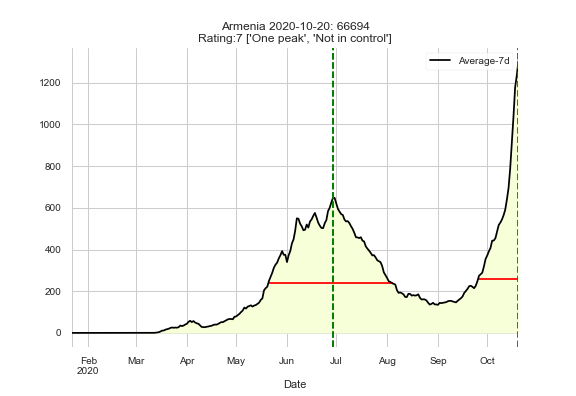 Armenia 2020-10-20: 66694
Rating:7 ['One peak', 'Not in control']
Average-7d
1200
1000
800
600
400
200
0
Feb Mar Apr May Jun Jul Aug Sep Oct
2020
Date